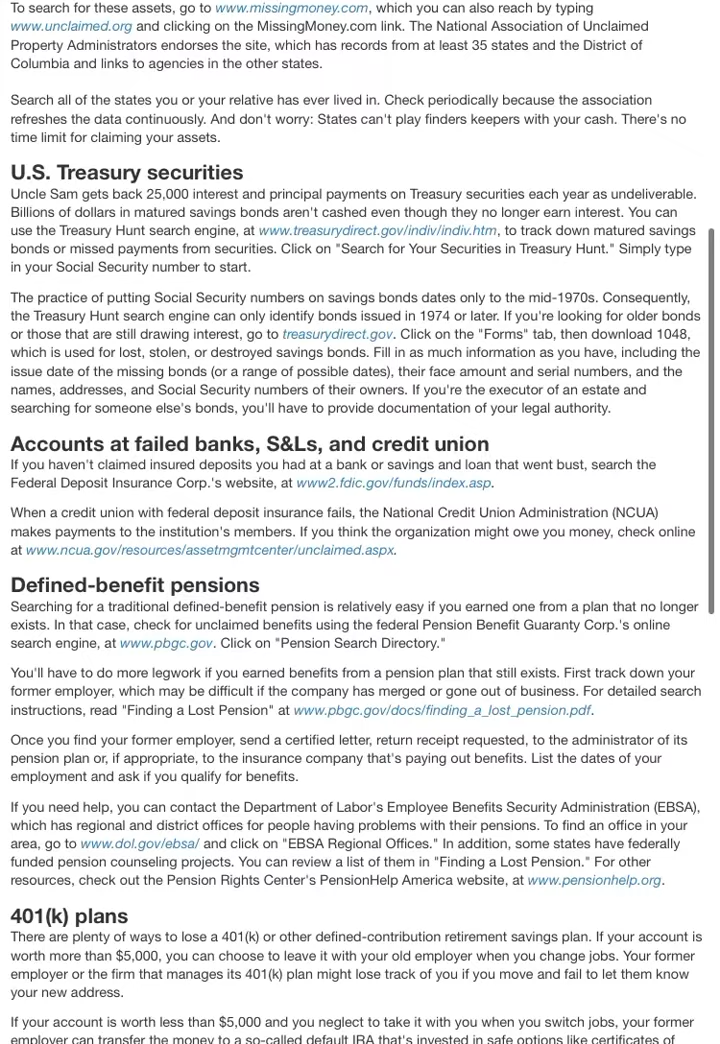 To search for these assets, go to www.missingmoney.com, which you can also reach by typing
www.unclaimed.org and clicking on the MissingMoney.com link. The National Association of Unclaimed
Property Administrators endorses the site, which has records from at least 35 states and the District of
Columbia and links to agencies in the other states.
Search all of the states you or your relative has ever lived in. Check periodically because the association
refreshes the data continuously. And don't worry: States can't play finders keepers with your cash. There's no
time limit for claiming your assets.
U.S. Treasury securities
Uncle Sam gets back 25,000 interest and principal payments on Treasury securities each year as undeliverable.
Billions of dollars in matured savings bonds aren't cashed even though they no longer earn interest. You can
use the Treasury Hunt search engine, at www.treasurydirect.gov/indiv/indiv.htm, to track down matured savings
bonds or missed payments from securities. Click on "Search for Your Securities in Treasury Hunt." Simply type
in your Social Security number to start.
The practice of putting Social Security numbers on savings bonds dates only to the mid-1970s. Consequently,
the Treasury Hunt search engine can only identify bonds issued in 1974 or later. If you're looking for older bonds
or those that are still drawing interest, go to treasurydirect.gov. Click on the "Forms" tab, then download 1048,
which is used for lost, stolen, or destroyed savings bonds. Fill in as much information as you have, including the
issue date of the missing bonds (or a range of possible dates), their face amount and serial numbers, and the
names, addresses, and Social Security numbers of their owners. If you're the executor of an estate and
searching for someone else's bonds, you'll have to provide documentation of your legal authority.
Accounts at failed banks, S&Ls, and credit union
If you haven't claimed insured deposits you had at a bank or savings and loan that went bust, search the
Federal Deposit Insurance Corp.'s website, at www2.fdic.gov/funds/index.asp.
When a credit union with federal deposit insurance fails, the National Credit Union Administration (NCUA)
makes payments to the institution's members. If you think the organization might owe you money, check online
at www.ncua.gov/resources/assetmgmtcenter/unclaimed.aspx.
Defined-benefit pensions
Searching for a traditional defined-benefit pension is relatively easy if you earned one from a plan that no longer
exists. In that case, check for unclaimed benefits using the federal Pension Benefit Guaranty Corp.'s online
search engine, at www.pbgc.gov. Click on "Pension Search Directory."
You'll have to do more legwork if you earned benefits from a pension plan that still exists. First track down your
former employer, which may be difficult if the company has merged or gone out of business. For detailed search
instructions, read "Finding a Lost Pension" at www.pbgc.gov/docs/finding_a_lost_pension.pdf.
Once you find your former employer, send a certified letter, return receipt requested, to the administrator of its
pension plan or, if appropriate, to the insurance company that's paying out benefits. List the dates of your
employment and ask if you qualify for benefits.
If you need help, you can contact the Department of Labor's Employee Benefits Security Administration (EBSA),
which has regional and district offices for people having problems with their pensions. To find an office in your
area, go to www.dol.gov/ebsa/ and click on "EBSA Regional Offices." In addition, some states have federally
funded pension counseling projects. You can review a list of them in "Finding a Lost Pension." For other
resources, check out the Pension Rights Center's PensionHelp America website, at www.pensionhelp.org.
401(k) plans
There are plenty of ways to lose a 401(k) or other defined-contribution retirement savings plan. If your account is
worth more than $5,000, you can choose to leave it with your old employer when you change jobs. Your former
employer or the firm that manages its 401(k) plan might lose track of you if you move and fail to let them know
your new address.
If your account is worth less than $5,000 and you neglect to take it with you when you switch jobs, your former
employer can transfer the money to a so-called default IRA that's invested in safe options like certificates of